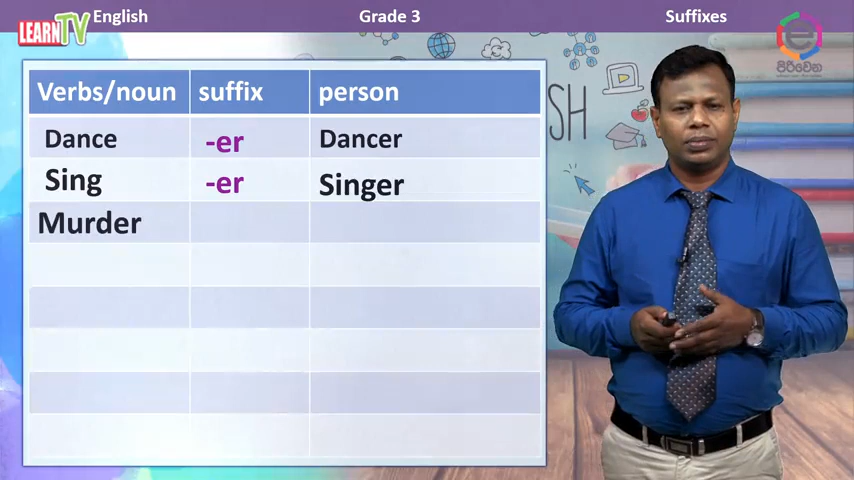 LEARN TV English Grade 3 Suffixes
පිරිවෙන
SH
Verbs/noun suffix person
Dance -er Dancer
Sing -er Singer
Murder